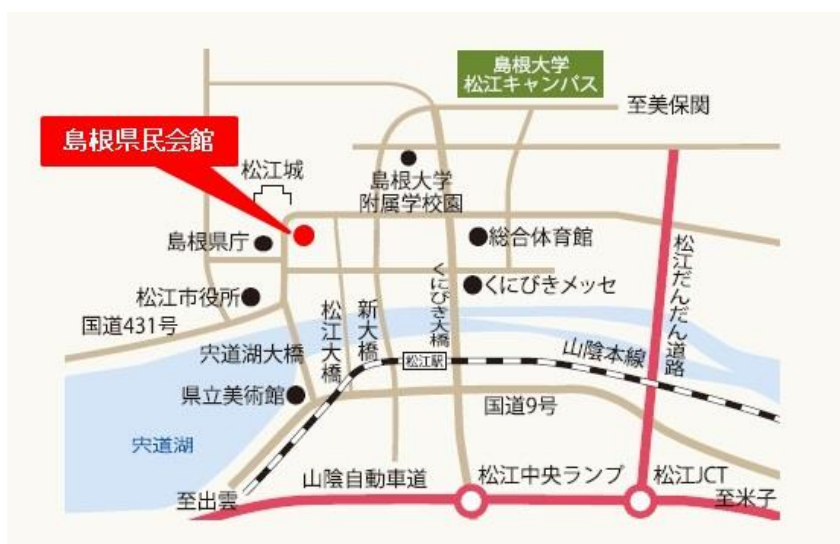 島根大学
松江キャンパス
至美保関
島根県民会館
松江城
島根大学
附属学校園
島根県庁
総合体育館
松江市役所
くにびきメッセ
国道431号
松江大橋
新大橋
くにびき大橋
松江だんだん道路
宍道湖大橋
松江駅
山陰本線
県立美術館
国道9号
宍道湖
山陰自動車道
松江中央ランプ
松江JCT
至出雲
至米子